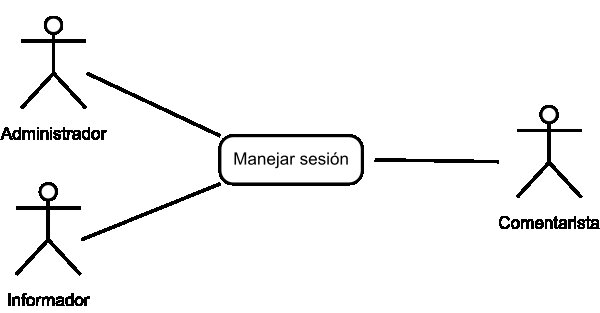 Administrador
Manejar sesión
Comentarista
Informador